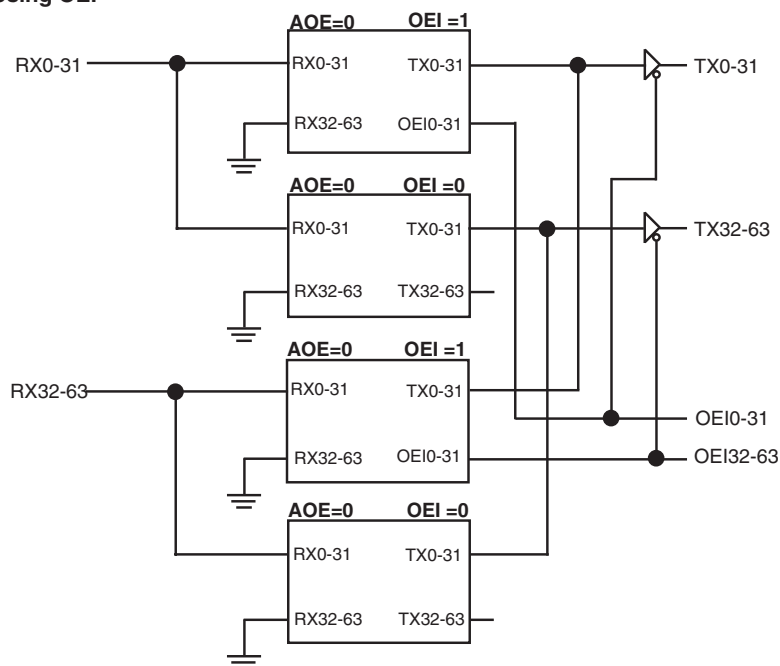 AOE=0 OEI =1
RX0-31 RX0-31 TX0-31 TX0-31
RX32-63 OEI0-31
AOE=0 OEI =0
RX0-31 TX0-31 TX32-63
RX32-63 TX32-63
AOE=0 OEI =1
RX32-63 RX0-31 TX0-31
OEI0-31
RX32-63 OEI0-31 OEI32-63
AOE=0 OEI =0
RX0-31 TX0-31
RX32-63 TX32-63